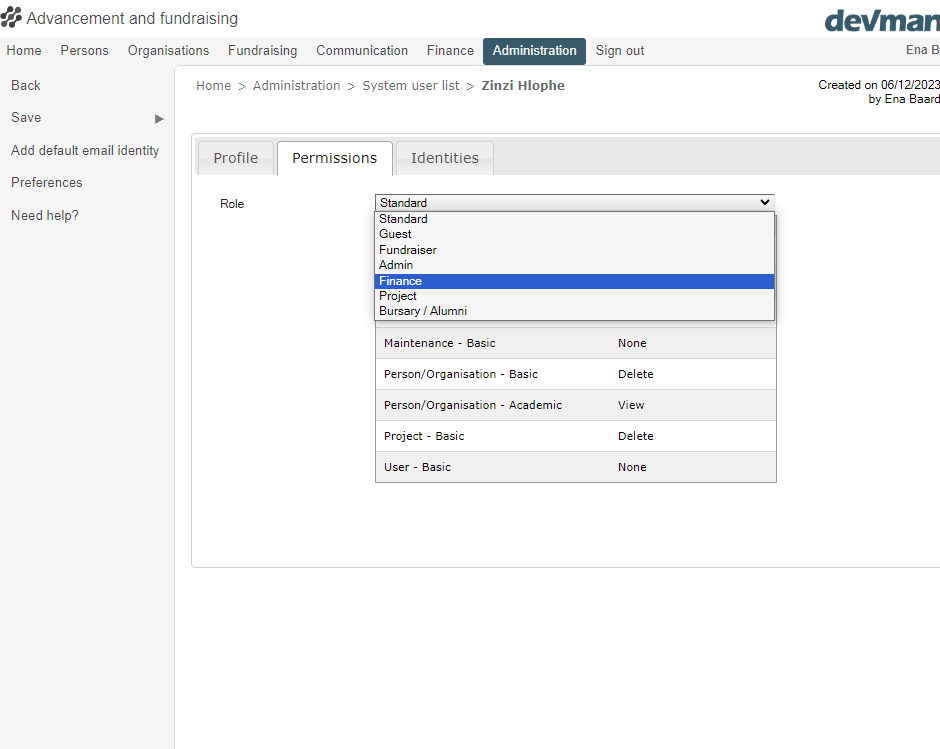 Advancement and fundraising
devman
Home Persons Organisations Fundraising Communication Finance Administration Sign out Ena B
Back
Save
Add default email identity
Preferences
Need help?
Home > Administration > System user list > Zinzi Hlophe
Created on 06/12/2023
by Ena Baard
Profile Permissions Identities
Role
Standard
Standard
Guest
Fundraiser
Admin
Finance
Project
Bursary / Alumni
Maintenance - Basic None
Person/Organisation - Basic Delete
Person/Organisation - Academic View
Project - Basic Delete
User - Basic None